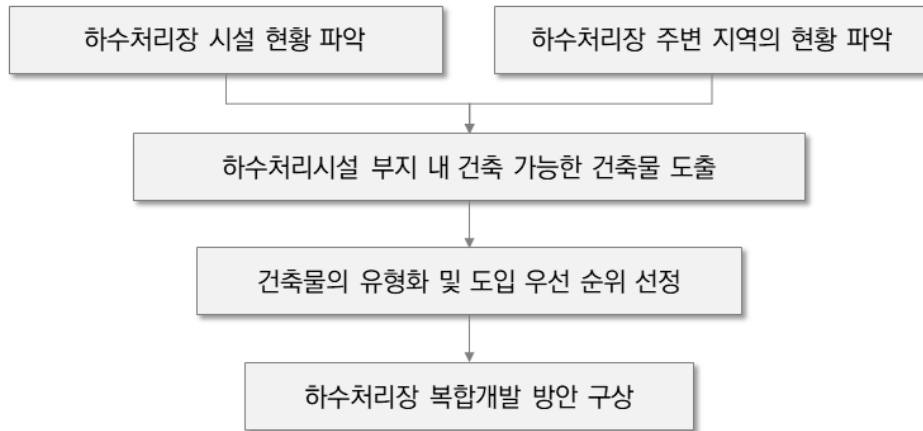 하수처리장 시설 현황 파악
하수처리장 주변 지역의 현황 파악
하수처리시설 부지 내 건축 가능한 건축물 도출
건축물의 유형화 및 도입 우선 순위 선정
하수처리장 복합개발 방안 구상